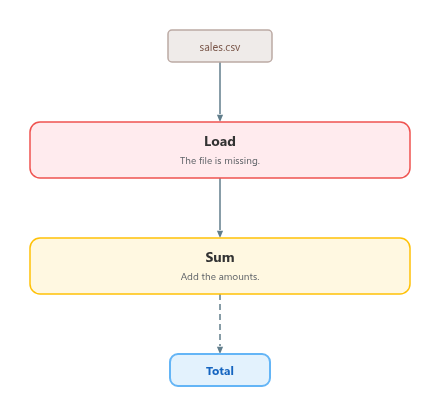 sales.csv
Load
The file is missing.
Sum
Add the amounts.
Total